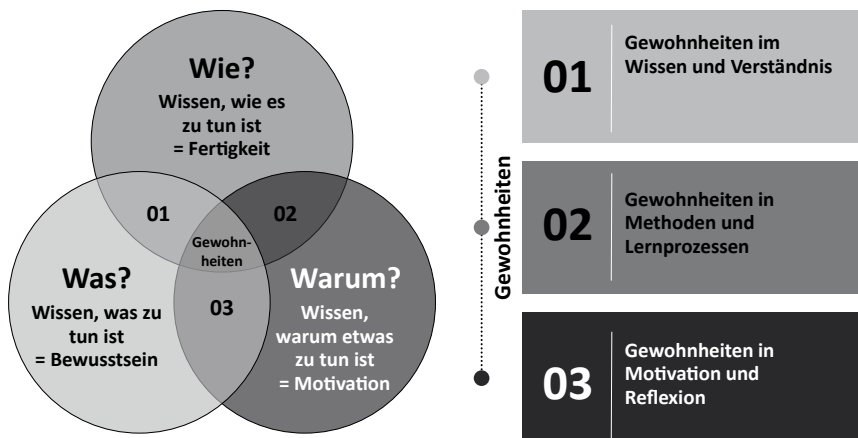 Wie?
Wissen, wie es
zu tun ist
= Fertigkeit
01
02
Gewohn-
heiten
Was?
Wissen, was zu
tun ist
= Bewusstsein
03
Warum?
Wissen,
warum etwas
zu tun ist
= Motivation
Gewohnheiten
01
Gewohnheiten im
Wissen und Verständnis
02
Gewohnheiten in
Methoden und
Lernprozessen
03
Gewohnheiten in
Motivation und
Reflexion